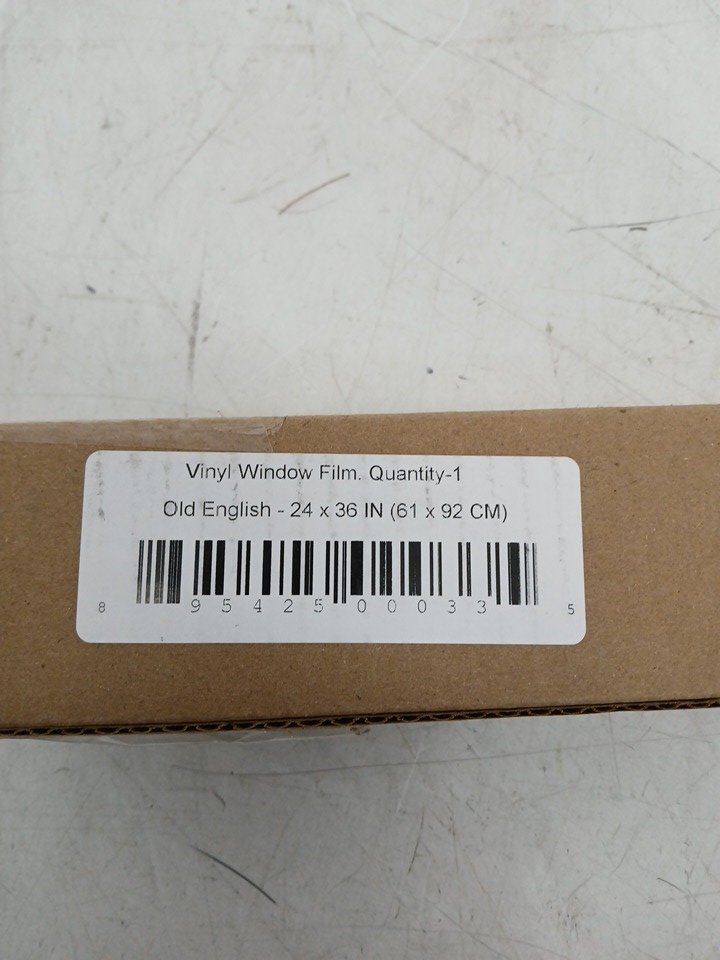 Vinyl Window Film. Quantity-1
Old English - 24 x 36 IN (61 x 92 CM)
8 95425 00033 5